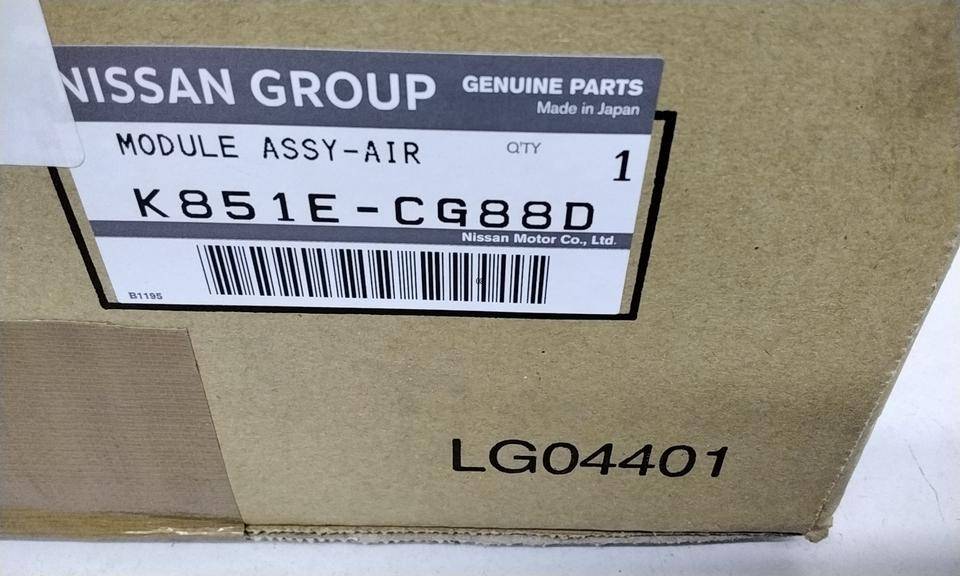 NISSAN GROUP
GENUINE PARTS
Made in Japan
MODULE ASSY-AIR
Q'TY
1
K851E-CG88D
Nissan Motor Co., Ltd.
B1195
LG04401